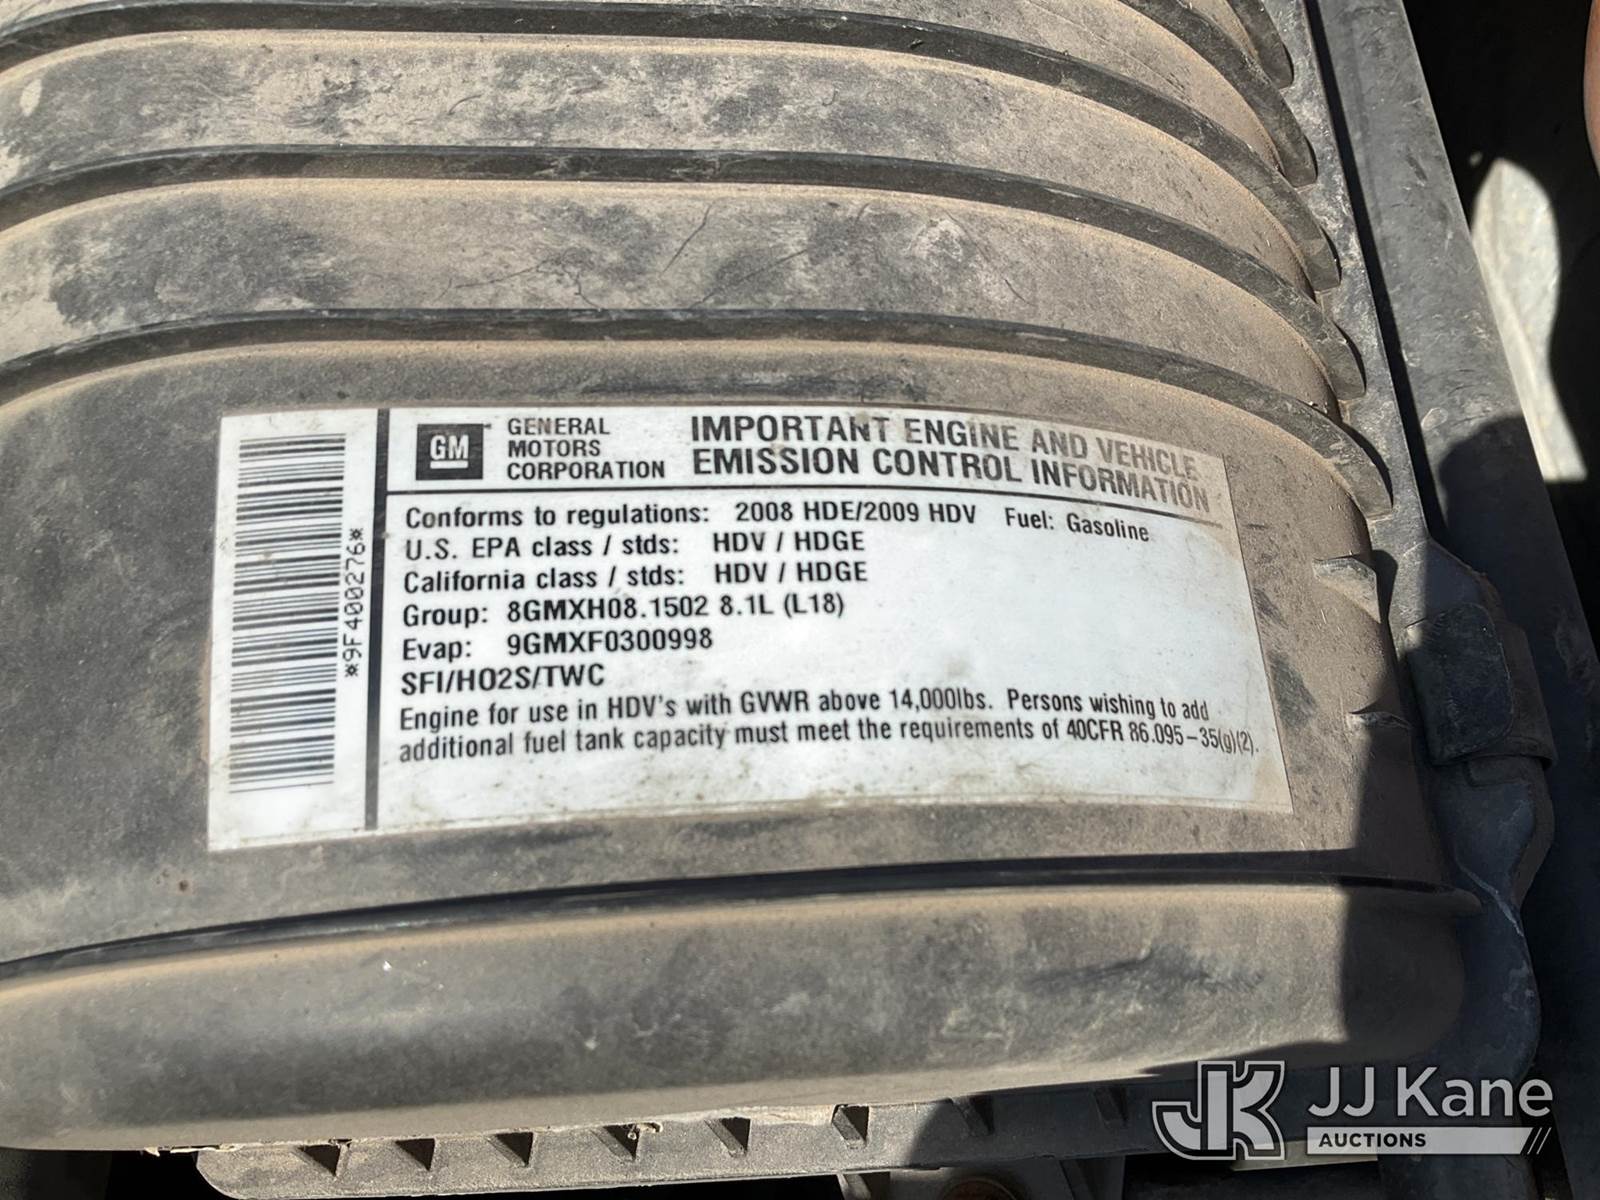 *9F400276*
GM
GENERAL
MOTORS
CORPORATION
IMPORTANT ENGINE AND VEHICLE
EMISSION CONTROL INFORMATION
Conforms to regulations: 2008 HDE/2009 HDV Fuel: Gasoline
U.S. EPA class / stds: HDV / HDGE
California class / stds: HDV / HDGE
Group: 8GMXH08.1502 8.1L (L18)
Evap: 9GMXF0300998
SFI/HO2S/TWC
Engine for use in HDV's with GVWR above 14,000lbs. Persons wishing to add
additional fuel tank capacity must meet the requirements of 40CFR 86.095-35(g)(2).
JK JJ Kane
AUCTIONS